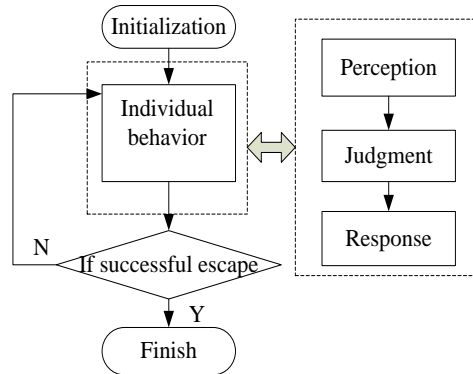 Initialization
Individual
behavior
If successful escape
N
Y
Finish
Perception
Judgment
Response